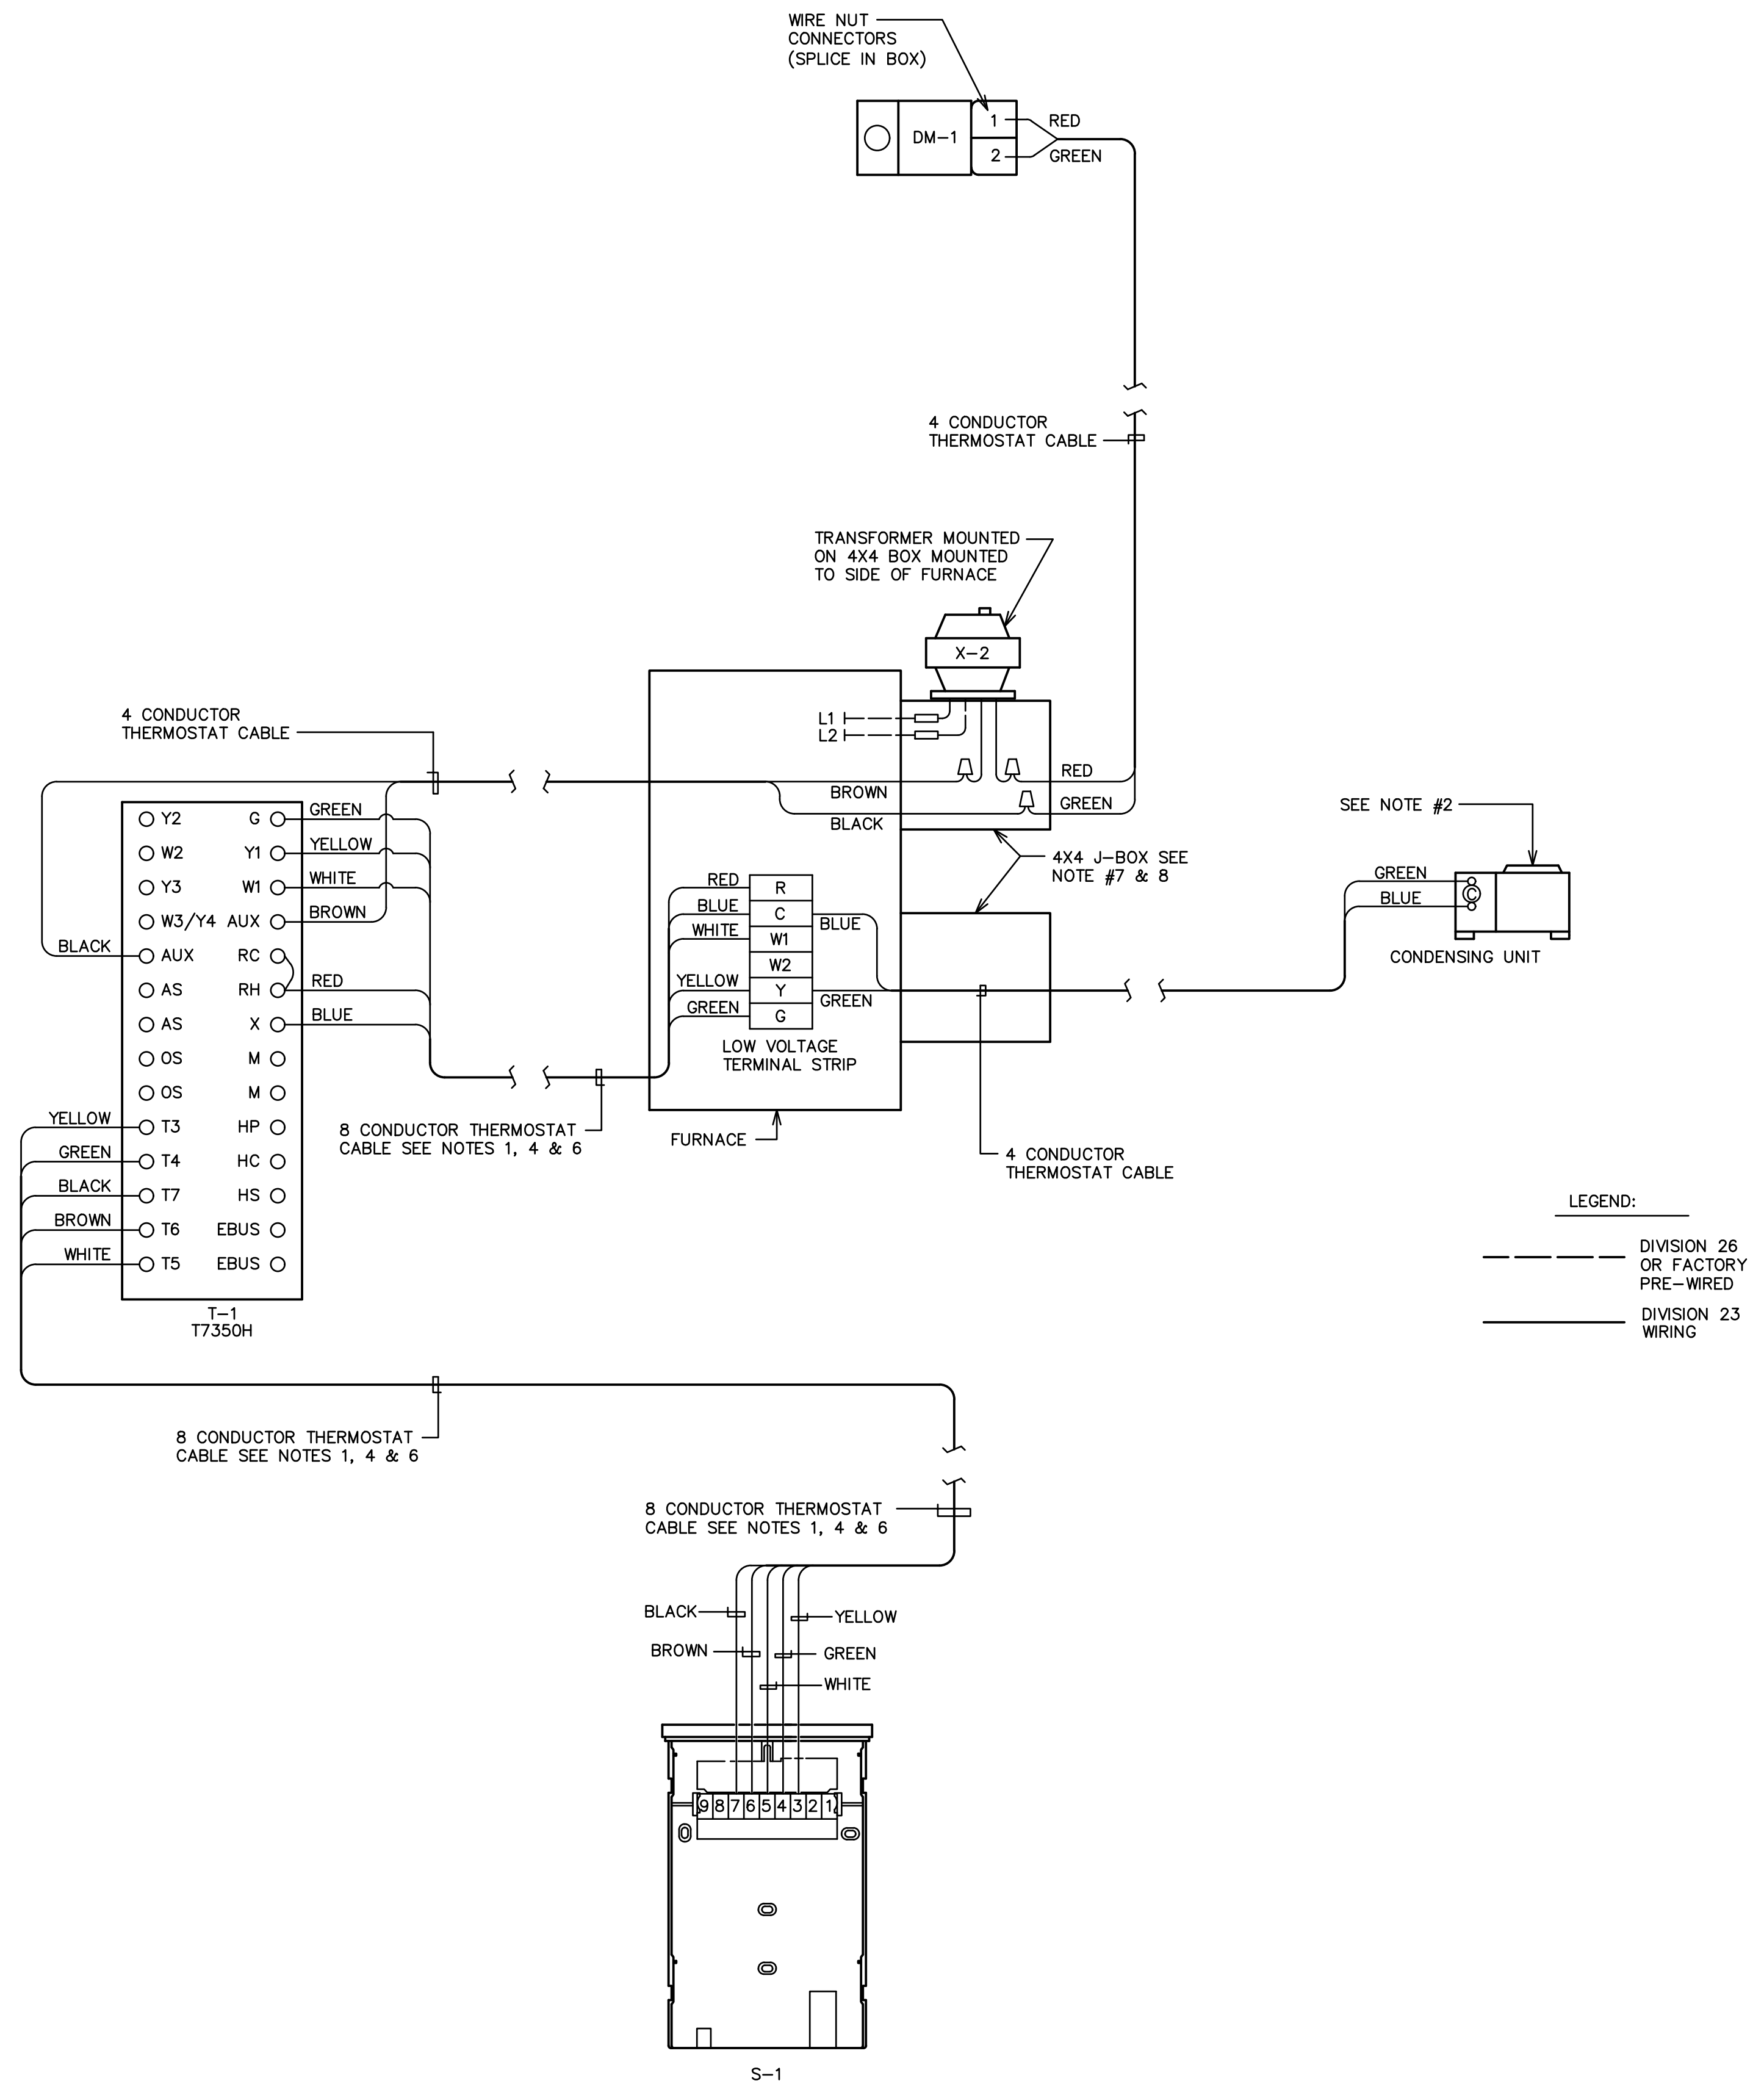 WIRE NUT
CONNECTORS
(SPLICE IN BOX)
1
RED
DM-1
2
GREEN
4 CONDUCTOR
THERMOSTAT CABLE
TRANSFORMER MOUNTED
ON 4X4 BOX MOUNTED
TO SIDE OF FURNACE
X-2
L1
L2
4 CONDUCTOR
THERMOSTAT CABLE
RED
BROWN
GREEN
BLACK
SEE NOTE #2
4X4 J-BOX SEE
NOTE #7 & 8
GREEN
BLUE
C
CONDENSING UNIT
Y2 G GREEN
W2 Y1 YELLOW
Y3 W1 WHITE
W3/Y4 AUX BROWN
BLACK AUX RC
AS RH RED
AS X BLUE
OS M
OS M
YELLOW T3 HP
GREEN T4 HC
BLACK T7 HS
BROWN T6 EBUS
WHITE T5 EBUS
T-1
T7350H
RED R
BLUE C BLUE
WHITE W1
W2
YELLOW Y GREEN
GREEN G
LOW VOLTAGE
TERMINAL STRIP
8 CONDUCTOR THERMOSTAT
CABLE SEE NOTES 1, 4 & 6
FURNACE
4 CONDUCTOR
THERMOSTAT CABLE
LEGEND:
DIVISION 26
OR FACTORY
PRE-WIRED
DIVISION 23
WIRING
8 CONDUCTOR THERMOSTAT
CABLE SEE NOTES 1, 4 & 6
8 CONDUCTOR THERMOSTAT
CABLE SEE NOTES 1, 4 & 6
BLACK
YELLOW
BROWN
GREEN
WHITE
9 8 7 6 5 4 3 2 1
S-1